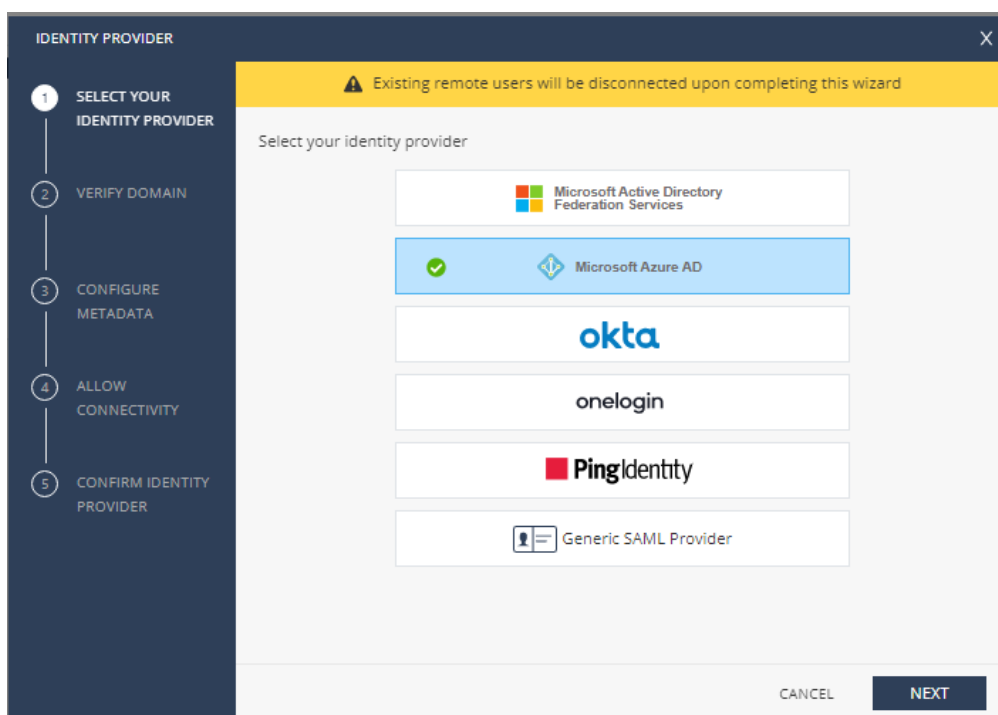 IDENTITY PROVIDER
X
1
SELECT YOUR
IDENTITY PROVIDER
2
VERIFY DOMAIN
3
CONFIGURE
METADATA
4
ALLOW
CONNECTIVITY
5
CONFIRM IDENTITY
PROVIDER
Existing remote users will be disconnected upon completing this wizard
Select your identity provider
Microsoft Active Directory
Federation Services
Microsoft Azure AD
okta
onelogin
PingIdentity
Generic SAML Provider
CANCEL
NEXT